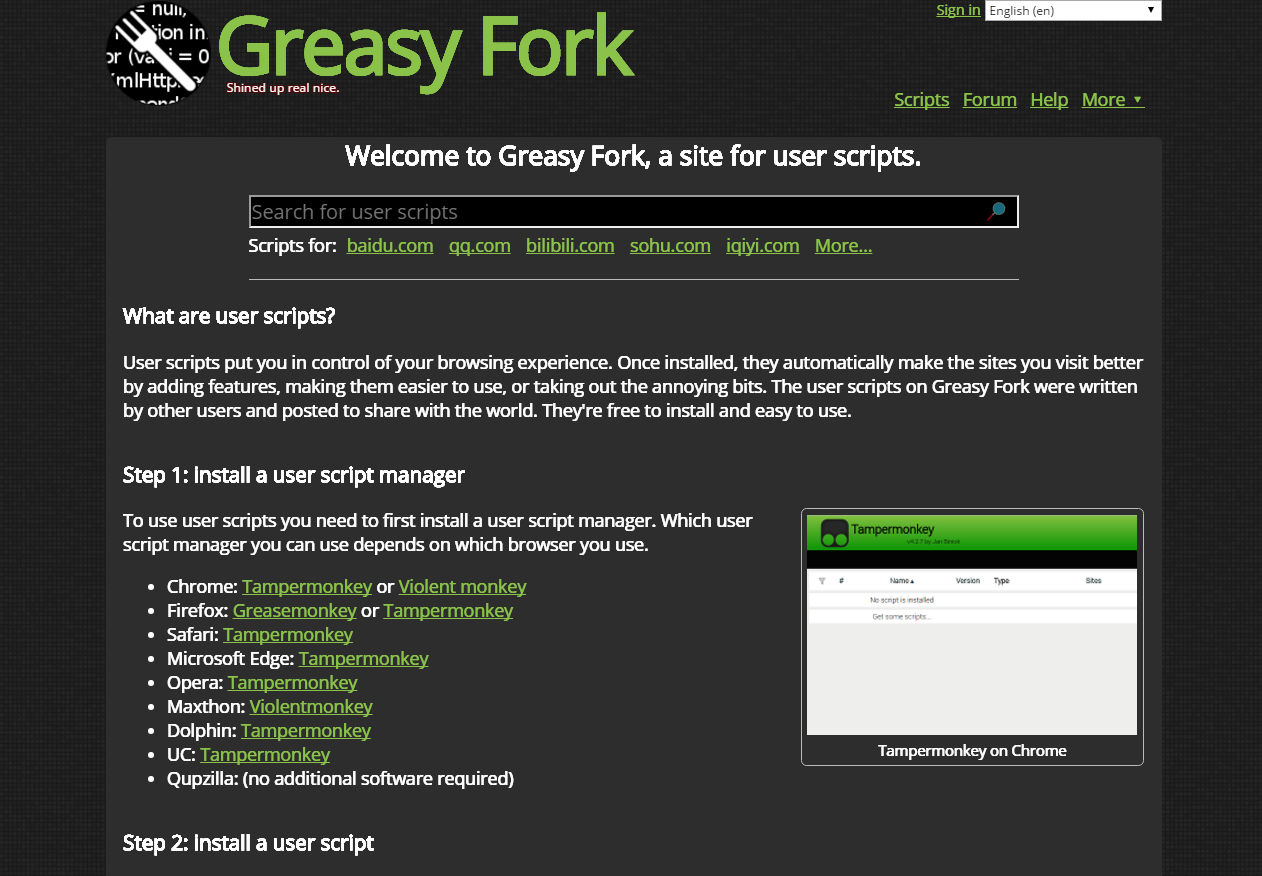 = null,
tion in
or (va i = 0
mlHttp
Greasy Fork
Shined up real nice.
Sign in English (en)
Scripts Forum Help More ▼
Welcome to Greasy Fork, a site for user scripts.
Search for user scripts
Scripts for: baidu.com qq.com bilibili.com sohu.com iqiyi.com More...
What are user scripts?
User scripts put you in control of your browsing experience. Once installed, they automatically make the sites you visit better
by adding features, making them easier to use, or taking out the annoying bits. The user scripts on Greasy Fork were written
by other users and posted to share with the world. They're free to install and easy to use.
Step 1: install a user script manager
To use user scripts you need to first install a user script manager. Which user
script manager you can use depends on which browser you use.
• Chrome: Tampermonkey or Violent monkey
• Firefox: Greasemonkey or Tampermonkey
• Safari: Tampermonkey
• Microsoft Edge: Tampermonkey
• Opera: Tampermonkey
• Maxthon: Violentmonkey
• Dolphin: Tampermonkey
• UC: Tampermonkey
• Qupzilla: (no additional software required)
Tampermonkey
v4.2.7 by Jan Biniok
# Name▲ Version Type Sites
No script is installed
Get some scripts...
Tampermonkey on Chrome
Step 2: install a user script